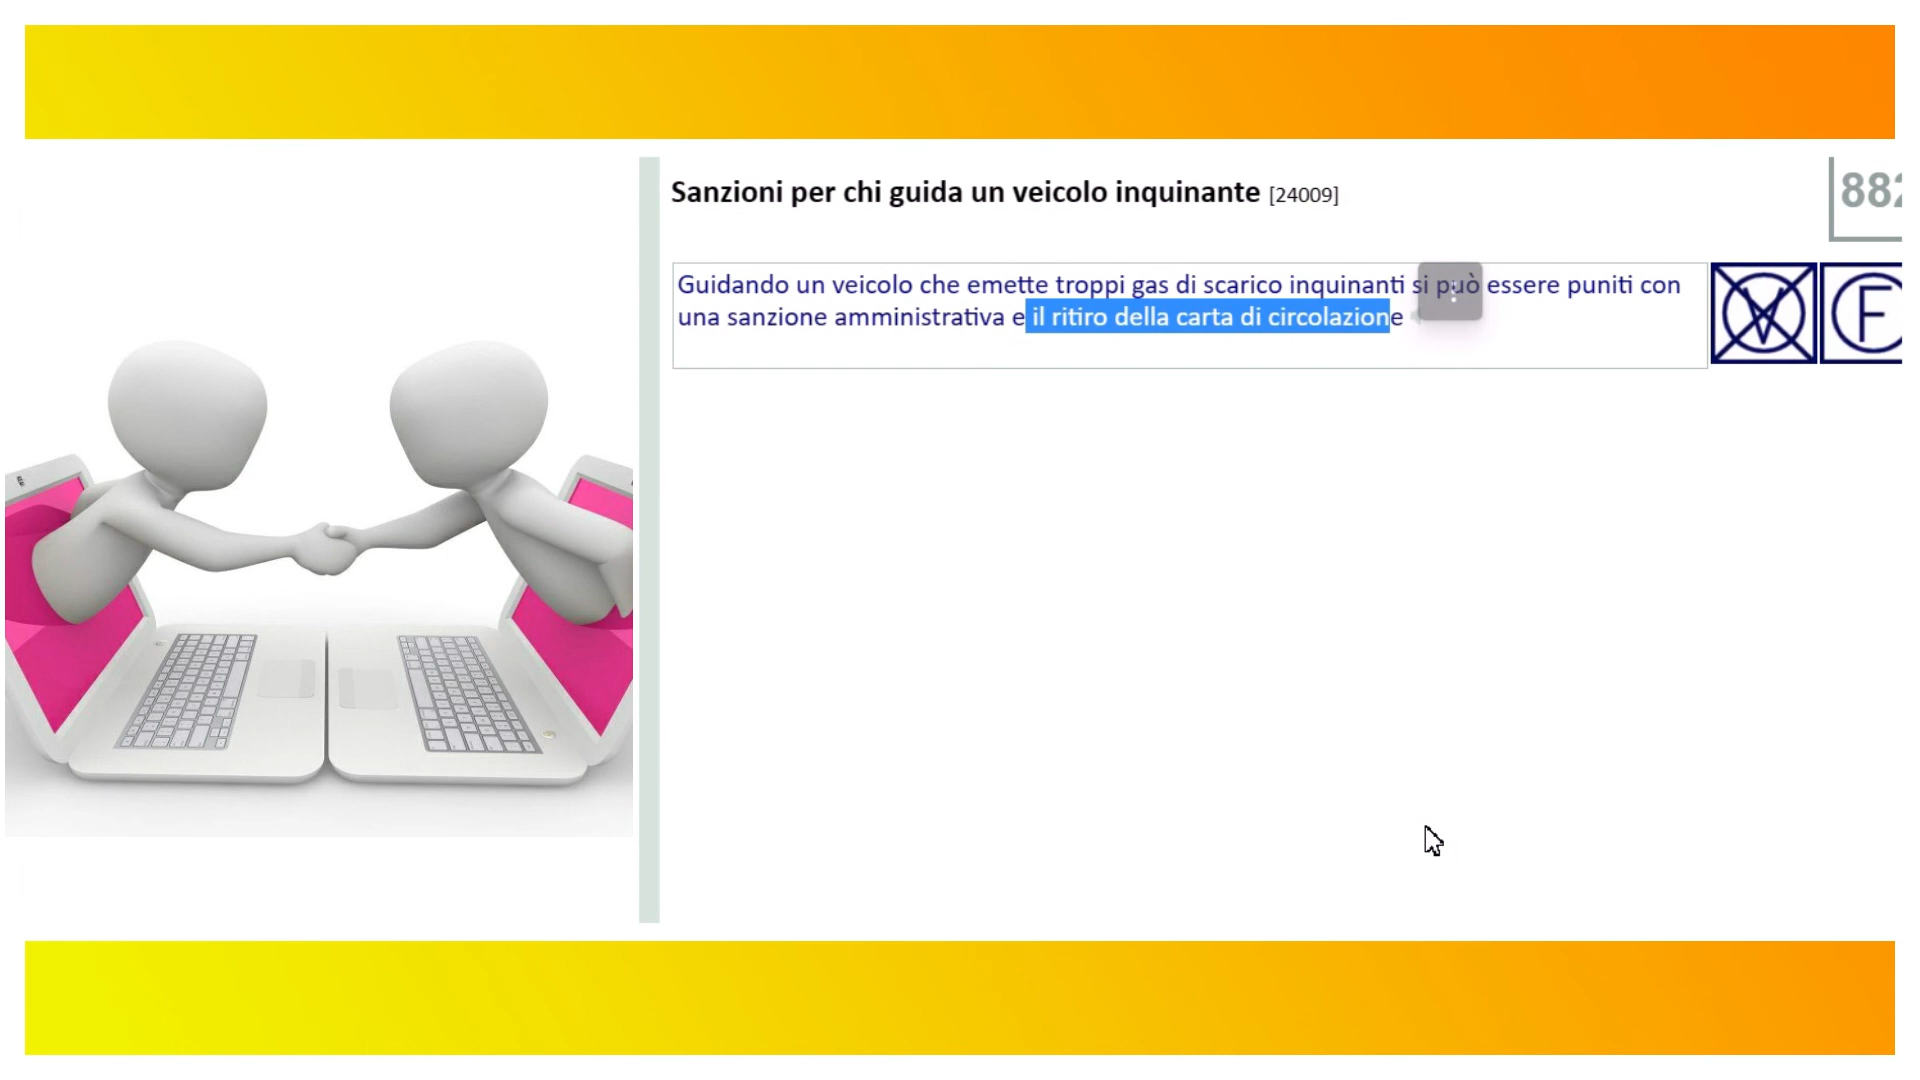 Sanzioni per chi guida un veicolo inquinante [24009]
882
Guidando un veicolo che emette troppi gas di scarico inquinanti si può essere puniti con
una sanzione amministrativa e il ritiro della carta di circolazione
V F